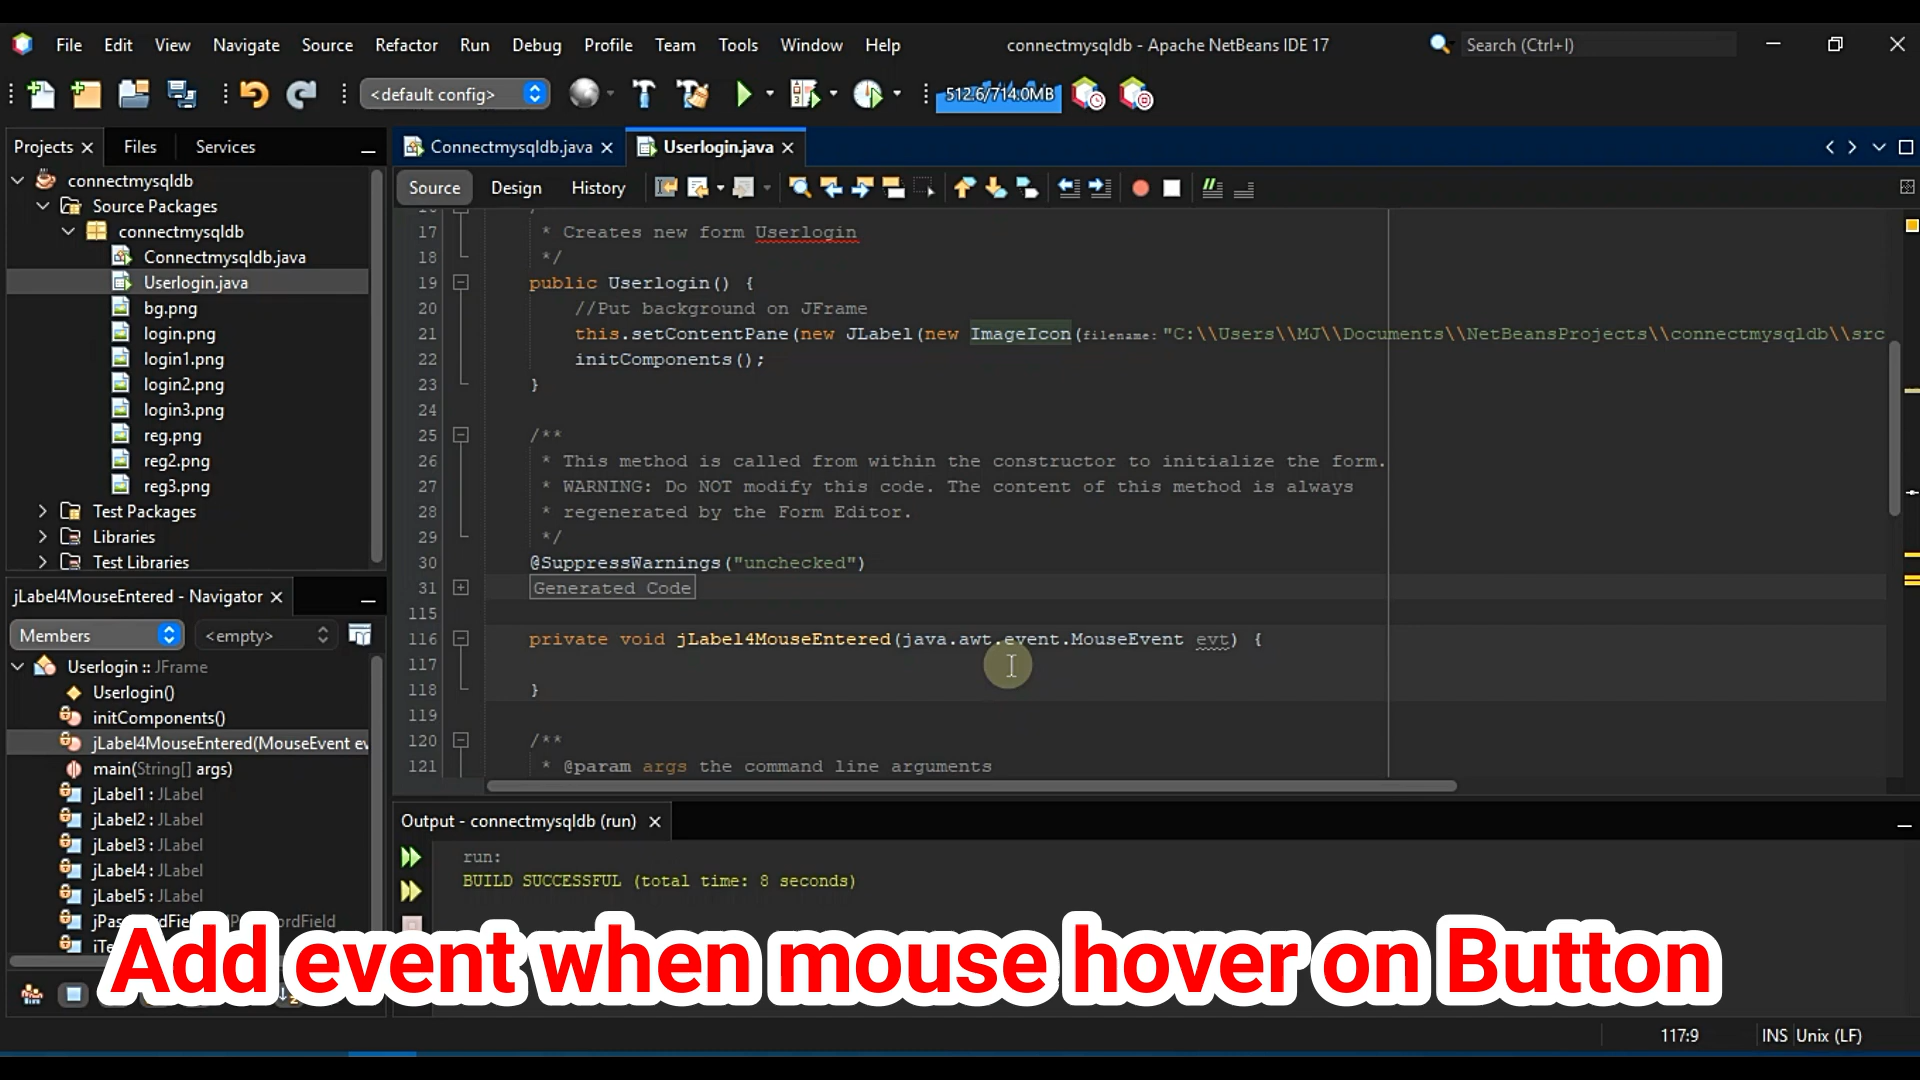 File Edit View Navigate Source Refactor Run Debug Profile Team Tools Window Help
connectmysqldb - Apache NetBeans IDE 17
Search (Ctrl+I)
<default config>
512.6/714.0MB
Projects
Files
Services
connectmysqldb
Source Packages
connectmysqldb
Connectmysqldb.java
Userlogin.java
bg.png
login.png
login1.png
login2.png
login3.png
reg.png
reg2.png
reg3.png
Test Packages
Libraries
Test Libraries
jLabel4MouseEntered - Navigator
Members
<empty>
Userlogin :: JFrame
Userlogin()
initComponents()
jLabel4MouseEntered(MouseEvent ev
main(String[] args)
jLabel1 : JLabel
jLabel2 : JLabel
jLabel3 : JLabel
jLabel4 : JLabel
jLabel5 : JLabel
Connectmysqldb.java
Userlogin.java
Source Design History
17 * Creates new form Userlogin
18 */
19 public Userlogin() {
20 //Put background on JFrame
21 this.setContentPane(new JLabel(new ImageIcon(filename: "C:\\Users\\MJ\\Documents\\NetBeansProjects\\connectmysqldb\\src
22 initComponents();
23 }
24
25 /**
26 * This method is called from within the constructor to initialize the form.
27 * WARNING: Do NOT modify this code. The content of this method is always
28 * regenerated by the Form Editor.
29 */
30 @SuppressWarnings("unchecked")
31 Generated Code
115
116 private void jLabel4MouseEntered(java.awt.event.MouseEvent evt) {
117
118 }
119
120 /**
121 * @param args the command line arguments
Output - connectmysqldb (run)
run:
BUILD SUCCESSFUL (total time: 8 seconds)
Add event when mouse hover on Button
117:9
INS
Unix (LF)